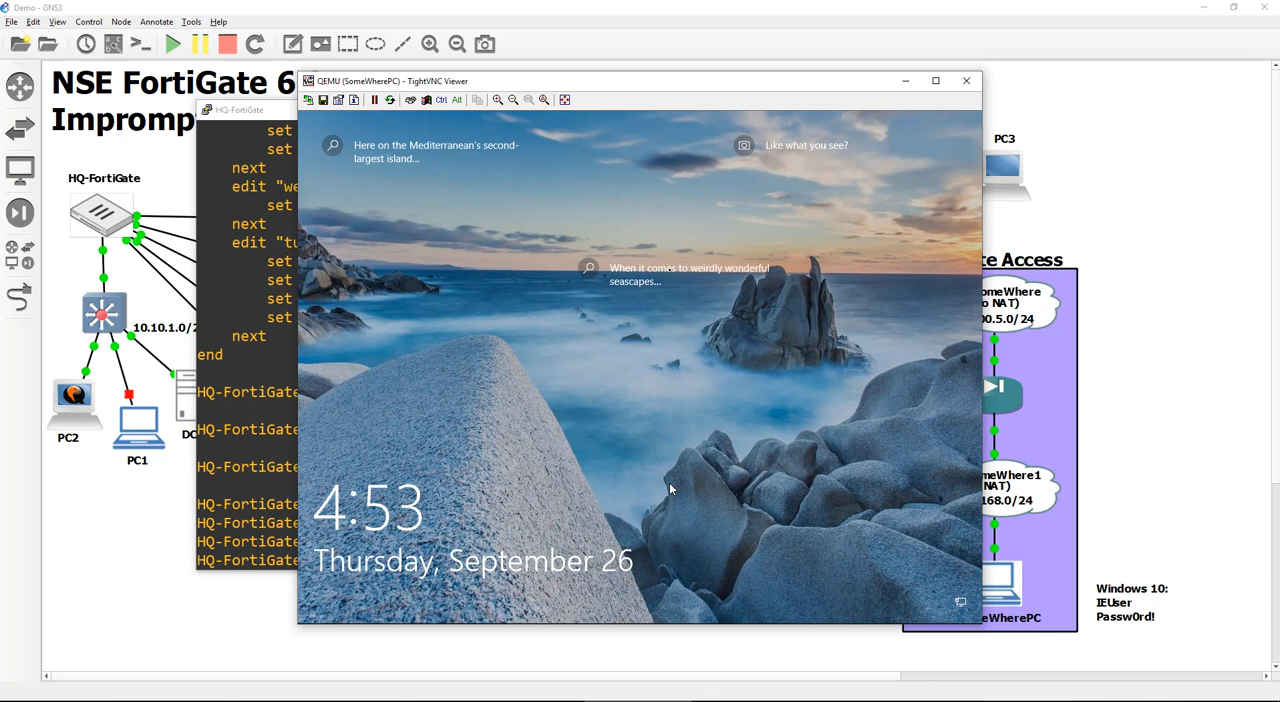 Demo - GNS3
File Edit View Control Node Annotate Tools Help
NSE FortiGate 6
Impromp
HQ-FortiGate
PC2
PC1
DC
10.10.1.0/2
HQ-FortiGate
set
set
next
edit "we
set
next
edit "tu
set
set
set
set
next
end
HQ-FortiGate
HQ-FortiGate
HQ-FortiGate
HQ-FortiGate
HQ-FortiGate
HQ-FortiGate
HQ-FortiGate
QEMU (SomeWherePC) - TightVNC Viewer
Ctrl Alt
Here on the Mediterranean's second-
largest island...
Like what you see?
When it comes to weirdly wonderful
seascapes...
4:53
Thursday, September 26
PC3
te Access
omeWhere
o NAT)
00.5.0/24
meWhere1
NAT)
168.0/24
eWherePC
Windows 10:
IEUser
Passw0rd!